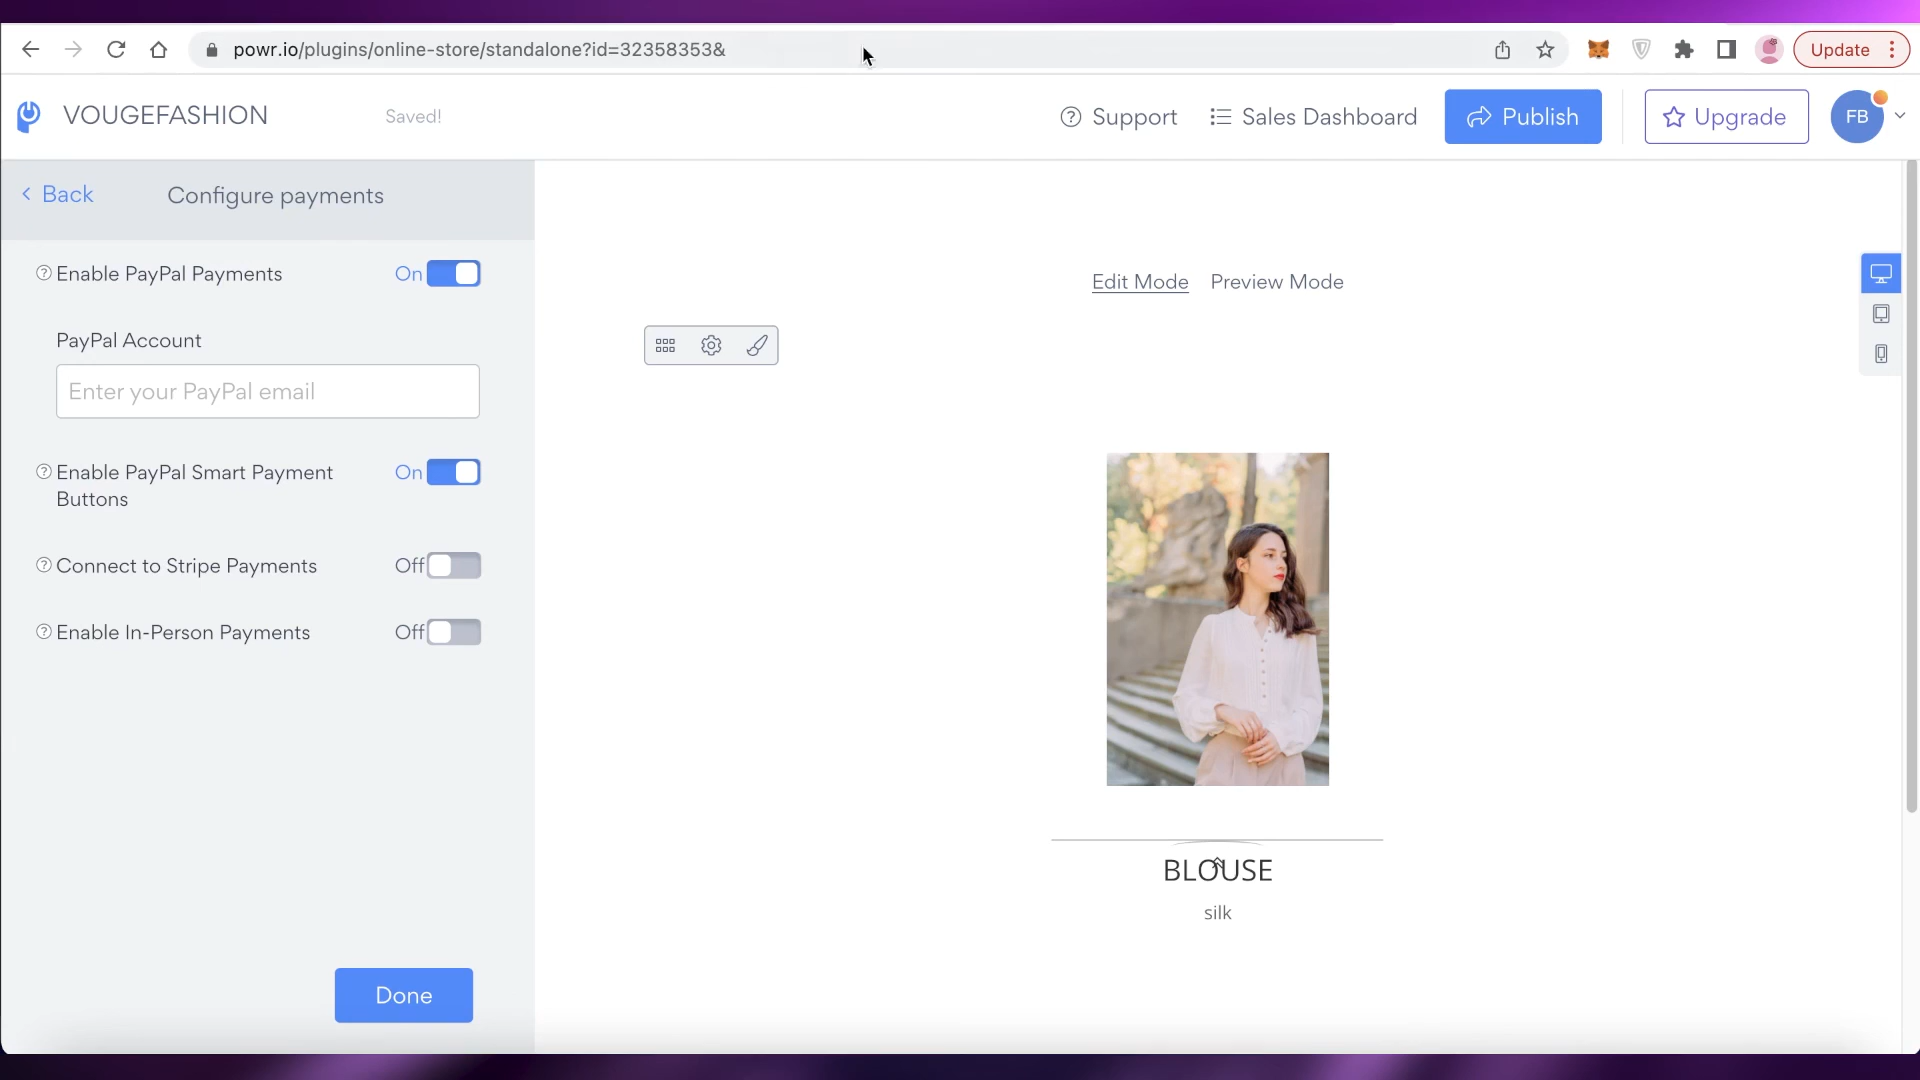 powr.io/plugins/online-store/standalone?id=32358353&
Update
VOUGEFASHION
Saved!
Support
Sales Dashboard
Publish
Upgrade
FB
Back
Configure payments
Enable PayPal Payments
On
PayPal Account
Enter your PayPal email
Enable PayPal Smart Payment
Buttons
On
Connect to Stripe Payments
Off
Enable In-Person Payments
Off
Done
Edit Mode
Preview Mode
BLOUSE
silk